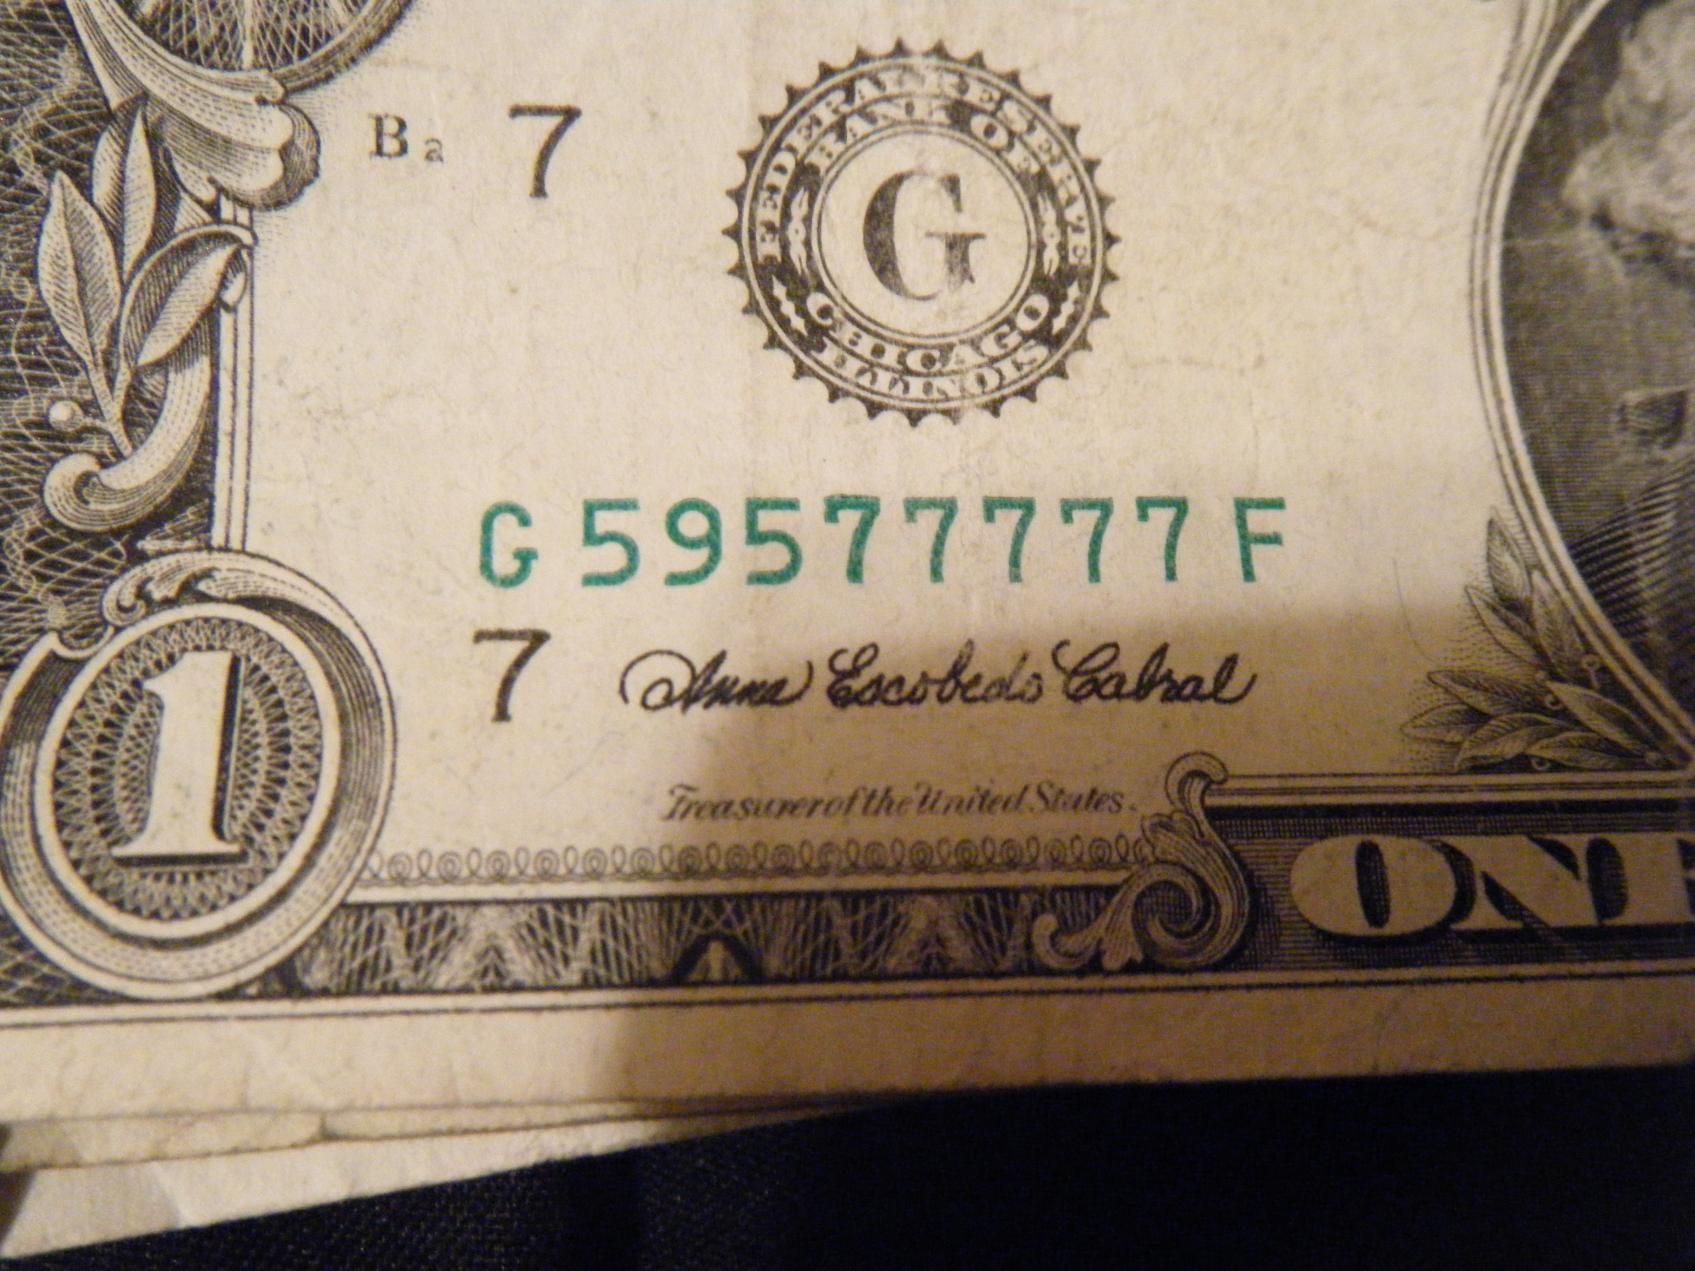 Ba 7
FEDERAL RESERVE
BANK OF
G
CHICAGO
ILLINOIS
G 59577777 F
7 Anna Escobedo Cabral
Treasurer of the United States.
1
ONE